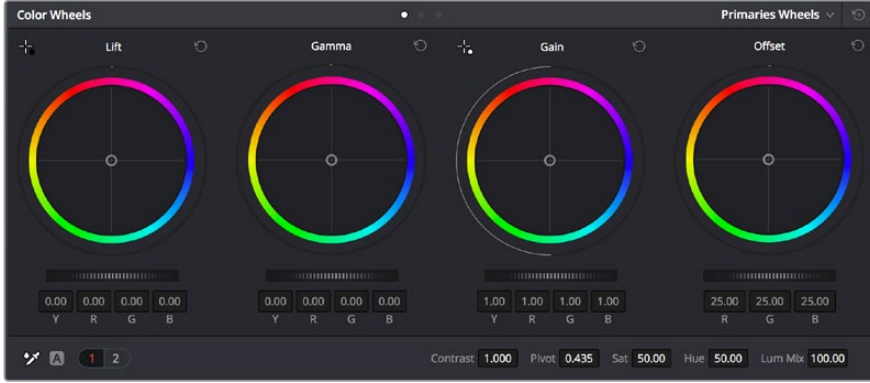 Color Wheels Primaries Wheels
Lift Gamma Gain Offset
0.00 0.00 0.00 0.00 0.00 0.00 0.00 0.00 1.00 1.00 1.00 1.00 25.00 25.00 25.00
Y R G B Y R G B Y R G B R G B
A 1 2 Contrast 1.000 Pivot 0.435 Sat 50.00 Hue 50.00 Lum Mix 100.00